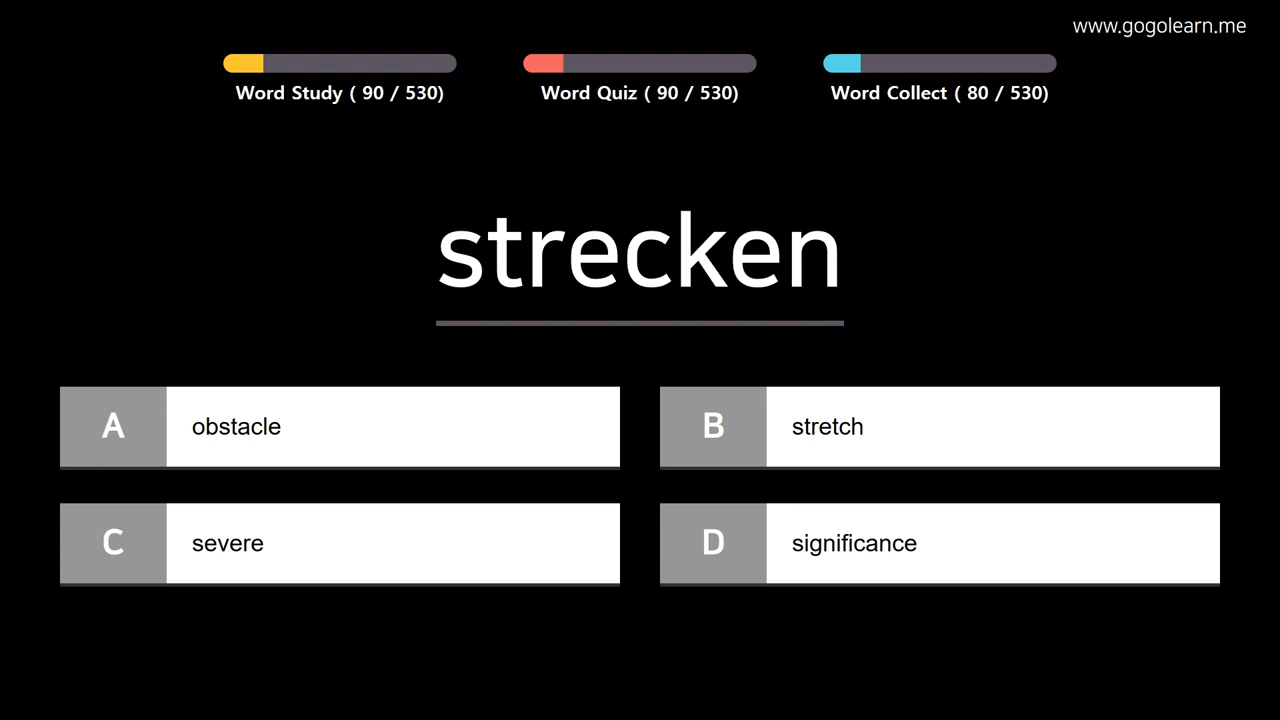 www.gogolearn.me
Word Study ( 90 / 530)
Word Quiz ( 90 / 530)
Word Collect ( 80 / 530)
strecken
A obstacle
B stretch
C severe
D significance